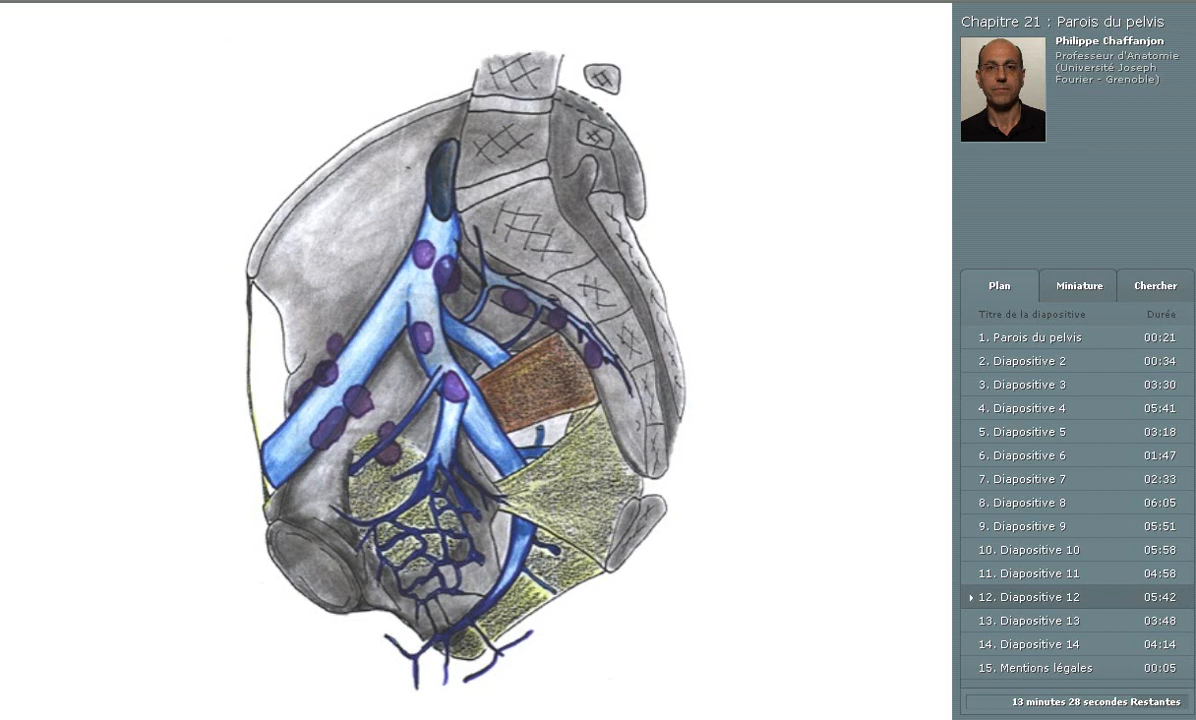 Chapitre 21 : Parois du pelvis
Philippe Chaffanjon
Professeur d'Anatomie
(Université Joseph
Fourier - Grenoble)
Plan Miniature Chercher
Titre de la diapositive Durée
1. Parois du pelvis 00:21
2. Diapositive 2 00:34
3. Diapositive 3 03:30
4. Diapositive 4 05:41
5. Diapositive 5 03:18
6. Diapositive 6 01:47
7. Diapositive 7 02:33
8. Diapositive 8 06:05
9. Diapositive 9 05:51
10. Diapositive 10 05:58
11. Diapositive 11 04:58
12. Diapositive 12 05:42
13. Diapositive 13 03:48
14. Diapositive 14 04:14
15. Mentions légales 00:05
13 minutes 28 secondes Restantes